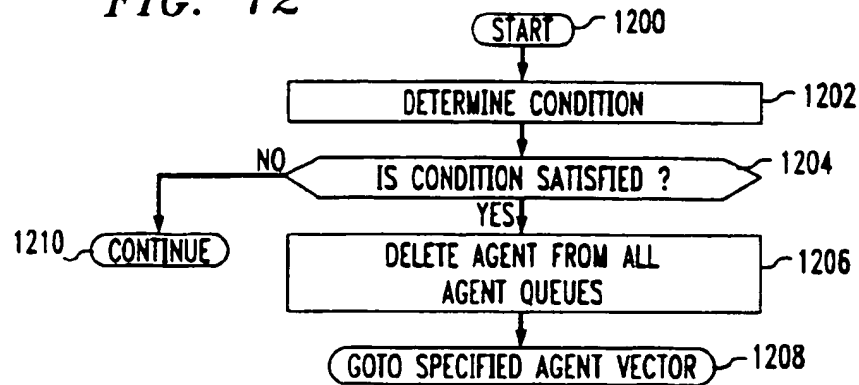 FIG. 12
START 1200
DETERMINE CONDITION 1202
IS CONDITION SATISFIED ? 1204
NO
YES
1210 CONTINUE
DELETE AGENT FROM ALL
AGENT QUEUES
1206
GOTO SPECIFIED AGENT VECTOR 1208